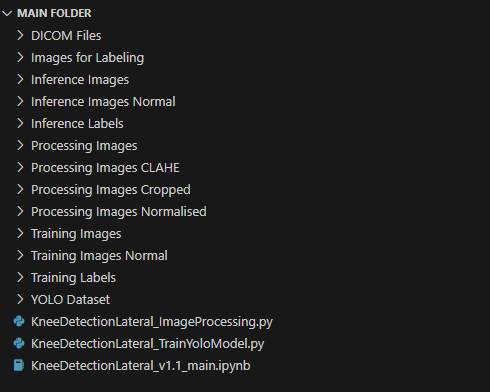 MAIN FOLDER
DICOM Files
Images for Labeling
Inference Images
Inference Images Normal
Inference Labels
Processing Images
Processing Images CLAHE
Processing Images Cropped
Processing Images Normalised
Training Images
Training Images Normal
Training Labels
YOLO Dataset
KneeDetectionLateral_ImageProcessing.py
KneeDetectionLateral_TrainYoloModel.py
KneeDetectionLateral_v1.1_main.ipynb